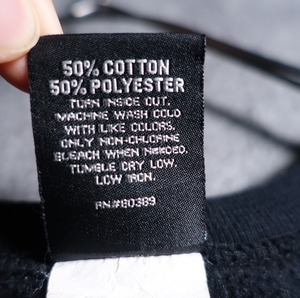 50% COTTON
50% POLYESTER
TURN INSIDE OUT.
MACHINE WASH COLD
WITH LIKE COLORS.
ONLY NON-CHLORINE
BLEACH WHEN NEEDED.
TUMBLE DRY LOW.
LOW IRON.
RN#80389